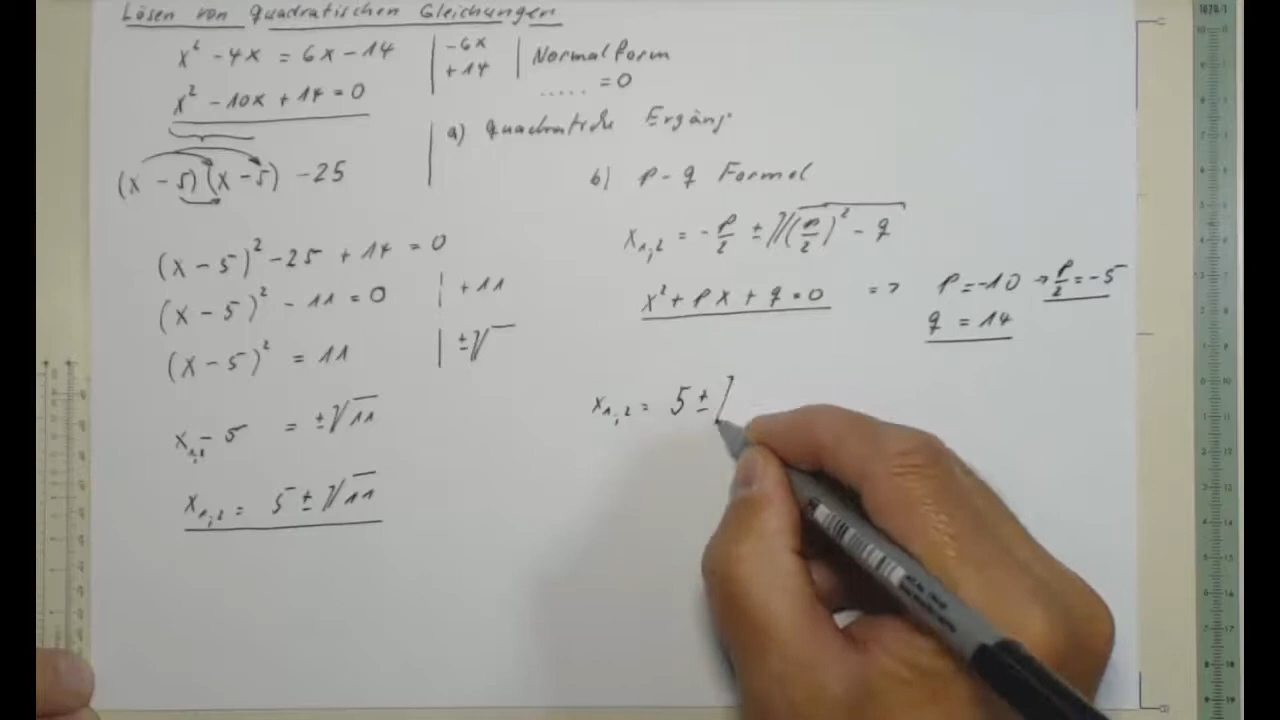 Lösen von quadratischen Gleichungen
x² - 4x = 6x - 14 | -6x +14 | Normalform ..... = 0
x² - 10x + 14 = 0
a) quadratische Ergänz
(x - 5)(x - 5) - 25
(x - 5)² - 25 + 14 = 0
(x - 5)² - 11 = 0 | + 11
(x - 5)² = 11 | ±√
x₁,₂ - 5 = ±√11
x₁;₂ = 5 ± √11
b) p-q Formel
x₁,₂ = -p/2 ± √((p/2)² - q)
x² + px + q = 0 => p = -10 → p/2 = -5
q = 14
x₁;₂ = 5 ±